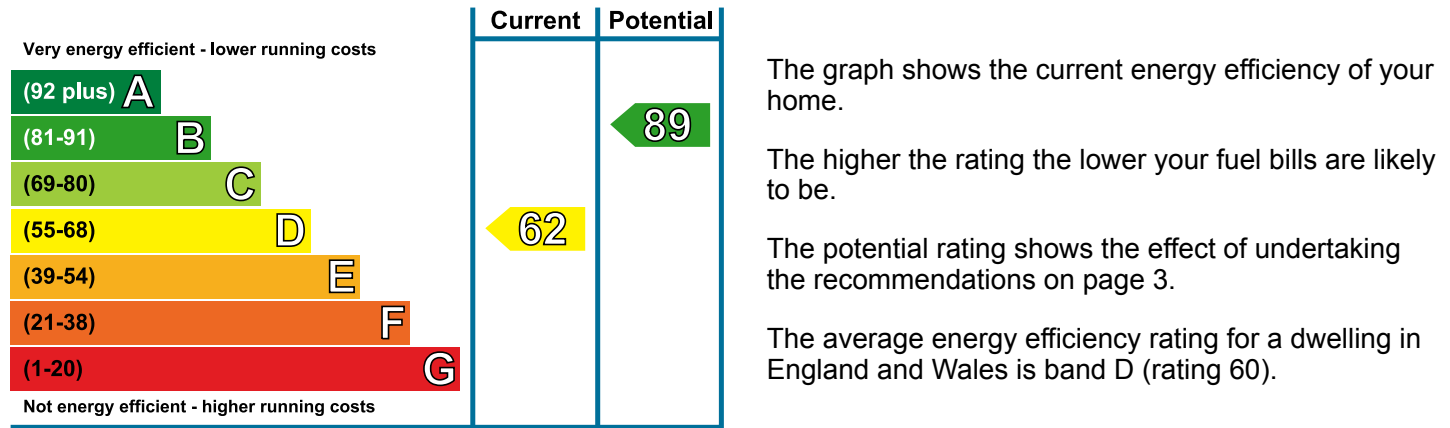 Current Potential
Very energy efficient - lower running costs
(92 plus) A
(81-91) B
89
(69-80) C
(55-68) D
62
(39-54) E
(21-38) F
(1-20) G
Not energy efficient - higher running costs
The graph shows the current energy efficiency of your
home.
The higher the rating the lower your fuel bills are likely
to be.
The potential rating shows the effect of undertaking
the recommendations on page 3.
The average energy efficiency rating for a dwelling in
England and Wales is band D (rating 60).